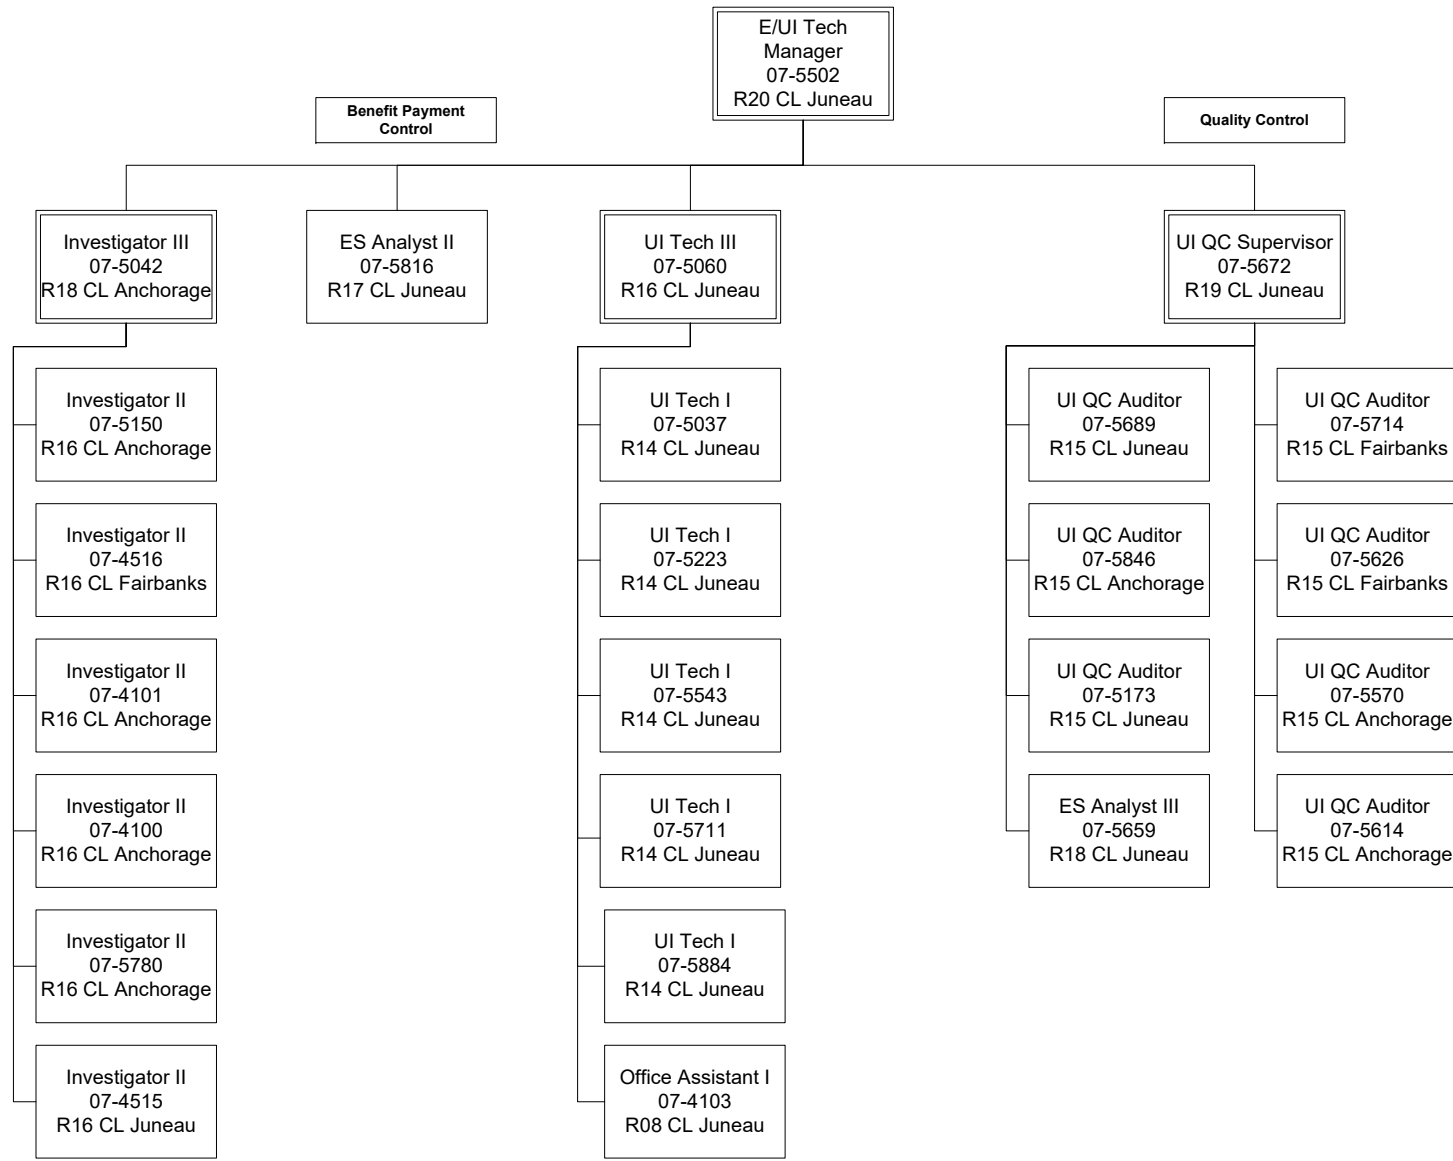 E/UI Tech
Manager
07-5502
R20 CL Juneau
Benefit Payment
Control
Quality Control
Investigator III
07-5042
R18 CL Anchorage
ES Analyst II
07-5816
R17 CL Juneau
UI Tech III
07-5060
R16 CL Juneau
UI QC Supervisor
07-5672
R19 CL Juneau
Investigator II
07-5150
R16 CL Anchorage
Investigator II
07-4516
R16 CL Fairbanks
Investigator II
07-4101
R16 CL Anchorage
Investigator II
07-4100
R16 CL Anchorage
Investigator II
07-5780
R16 CL Anchorage
Investigator II
07-4515
R16 CL Juneau
UI Tech I
07-5037
R14 CL Juneau
UI Tech I
07-5223
R14 CL Juneau
UI Tech I
07-5543
R14 CL Juneau
UI Tech I
07-5711
R14 CL Juneau
UI Tech I
07-5884
R14 CL Juneau
Office Assistant I
07-4103
R08 CL Juneau
UI QC Auditor
07-5689
R15 CL Juneau
UI QC Auditor
07-5846
R15 CL Anchorage
UI QC Auditor
07-5173
R15 CL Juneau
ES Analyst III
07-5659
R18 CL Juneau
UI QC Auditor
07-5714
R15 CL Fairbanks
UI QC Auditor
07-5626
R15 CL Fairbanks
UI QC Auditor
07-5570
R15 CL Anchorage
UI QC Auditor
07-5614
R15 CL Anchorage